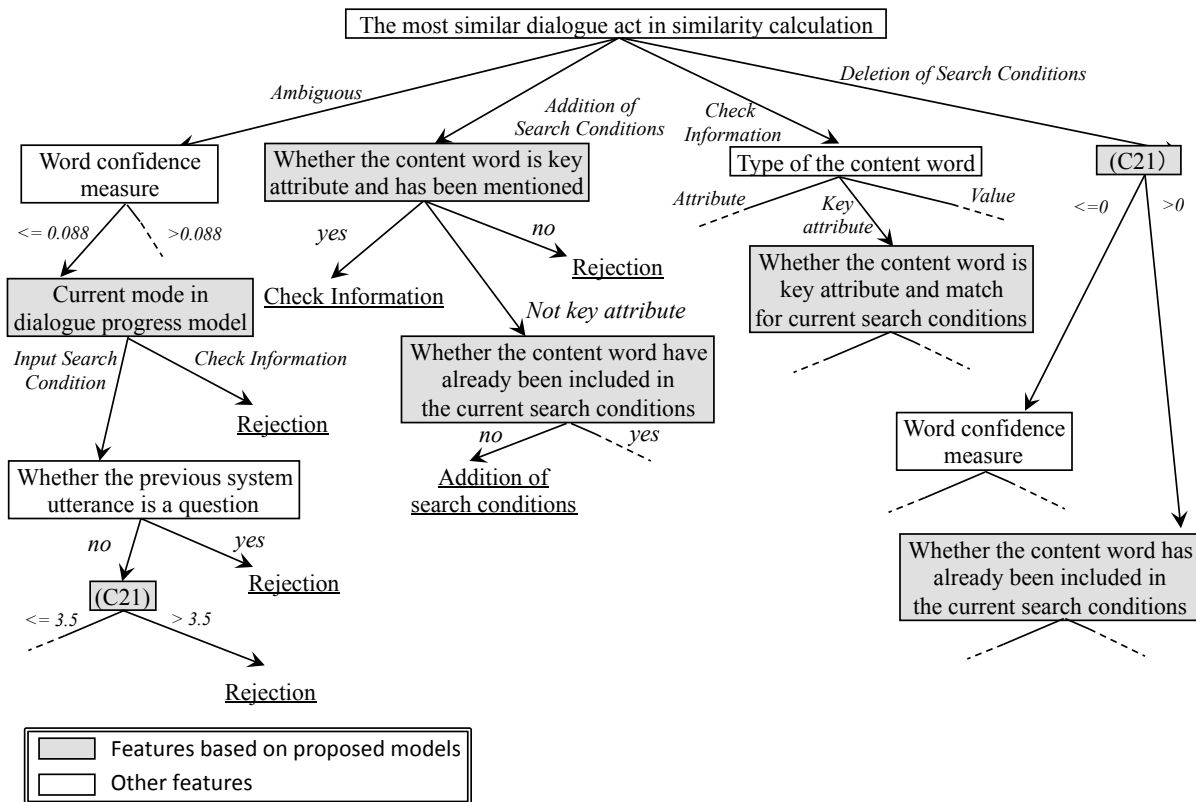 The most similar dialogue act in similarity calculation
Ambiguous
Addition of
Search Conditions
Check
Information
Deletion of Search Conditions
Word confidence
measure
Whether the content word is key
attribute and has been mentioned
Type of the content word
(C21)
<= 0.088
>0.088
yes
no
Attribute
Key
attribute
Value
<=0
>0
Current mode in
dialogue progress model
Check Information
Rejection
Whether the content word is
key attribute and match
for current search conditions
Not key attribute
Input Search
Condition
Check Information
Rejection
Whether the content word have
already been included in
the current search conditions
no
yes
Addition of
search conditions
Word confidence
measure
Whether the previous system
utterance is a question
no
yes
Rejection
Whether the content word has
already been included in
the current search conditions
(C21)
<= 3.5
> 3.5
Rejection
Features based on proposed models
Other features